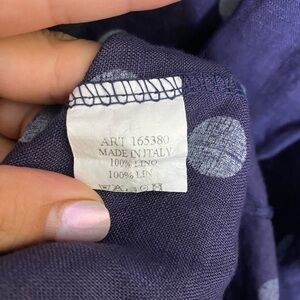 ART 165380
MADE IN ITALY
100% LINO
100% LIN